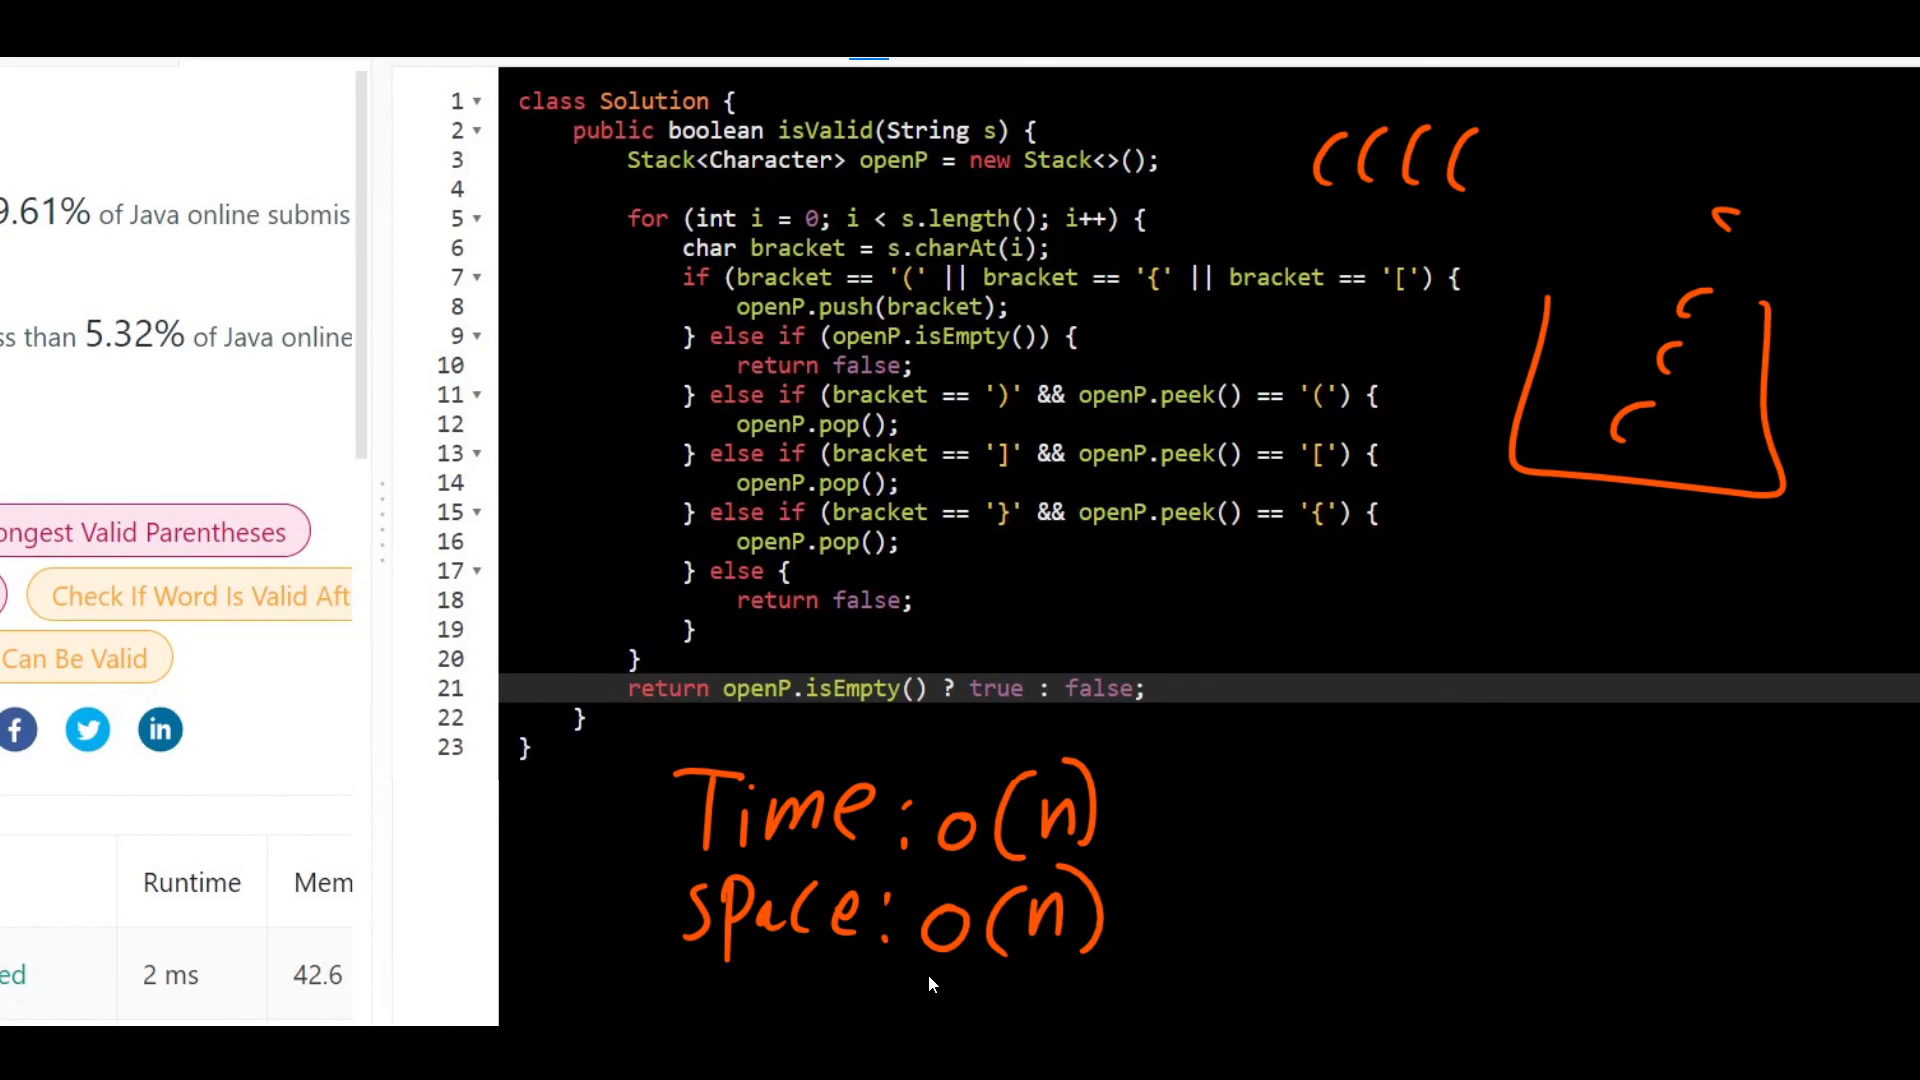 9.61% of Java online submis
ss than 5.32% of Java online
ongest Valid Parentheses
Check If Word Is Valid Aft
Can Be Valid
f in
Runtime Mem
ed 2 ms 42.6
1 class Solution {
2 public boolean isValid(String s) {
3 Stack<Character> openP = new Stack<>();
4
5 for (int i = 0; i < s.length(); i++) {
6 char bracket = s.charAt(i);
7 if (bracket == '(' || bracket == '{' || bracket == '[') {
8 openP.push(bracket);
9 } else if (openP.isEmpty()) {
10 return false;
11 } else if (bracket == ')' && openP.peek() == '(') {
12 openP.pop();
13 } else if (bracket == ']' && openP.peek() == '[') {
14 openP.pop();
15 } else if (bracket == '}' && openP.peek() == '{') {
16 openP.pop();
17 } else {
18 return false;
19 }
20 }
21 return openP.isEmpty() ? true : false;
22 }
23 }
((((
(
(
(
(
Time: o(n)
space: o(n)